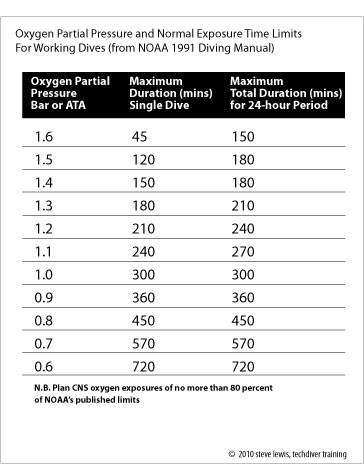 Oxygen Partial Pressure and Normal Exposure Time Limits
For Working Dives (from NOAA 1991 Diving Manual)
Oxygen Partial Pressure Bar or ATA Maximum Duration (mins) Single Dive Maximum Total Duration (mins) for 24-hour Period
1.6 45 150
1.5 120 180
1.4 150 180
1.3 180 210
1.2 210 240
1.1 240 270
1.0 300 300
0.9 360 360
0.8 450 450
0.7 570 570
0.6 720 720
N.B. Plan CNS oxygen exposures of no more than 80 percent
of NOAA's published limits
© 2010 steve lewis, techdiver training